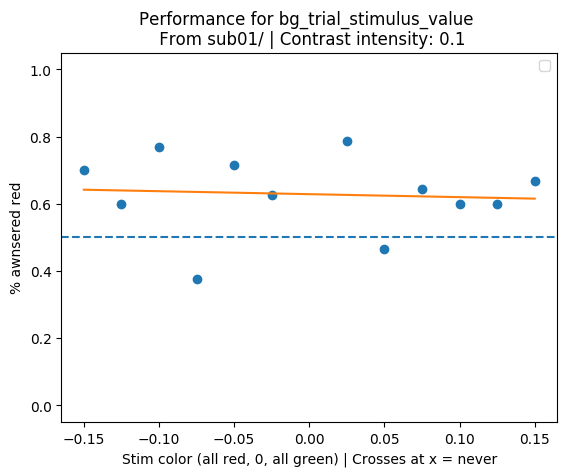 Performance for bg_trial_stimulus_value
From sub01/ | Contrast intensity: 0.1
% awnsered red
1.0
0.8
0.6
0.4
0.2
0.0
−0.15 −0.10 −0.05 0.00 0.05 0.10 0.15
Stim color (all red, 0, all green) | Crosses at x = never